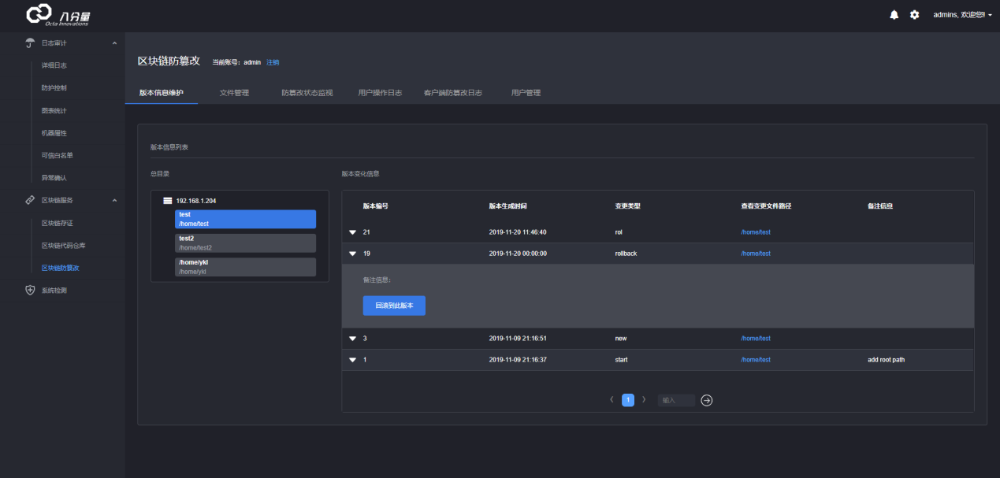 八分量
Octa Innovations
admins, 欢迎您!
日志审计
详细日志
防护控制
图表统计
机器属性
可信白名单
异常确认
区块链服务
区块链存证
区块链代码仓库
区块链防篡改
系统检测
区块链防篡改 当前账号：admin 注销
版本信息维护 文件管理 防篡改状态监视 用户操作日志 客户端防篡改日志 用户管理
版本信息列表
总目录
192.168.1.204
test
/home/test
test2
/home/test2
/home/ykl
/home/ykl
版本变化信息
版本编号 版本生成时间 变更类型 查看变更文件路径 备注信息
21 2019-11-20 11:46:40 rol /home/test
19 2019-11-20 00:00:00 rollback /home/test
备注信息：
回滚到此版本
3 2019-11-09 21:16:51 new /home/test
1 2019-11-09 21:16:37 start /home/test add root path
1 输入